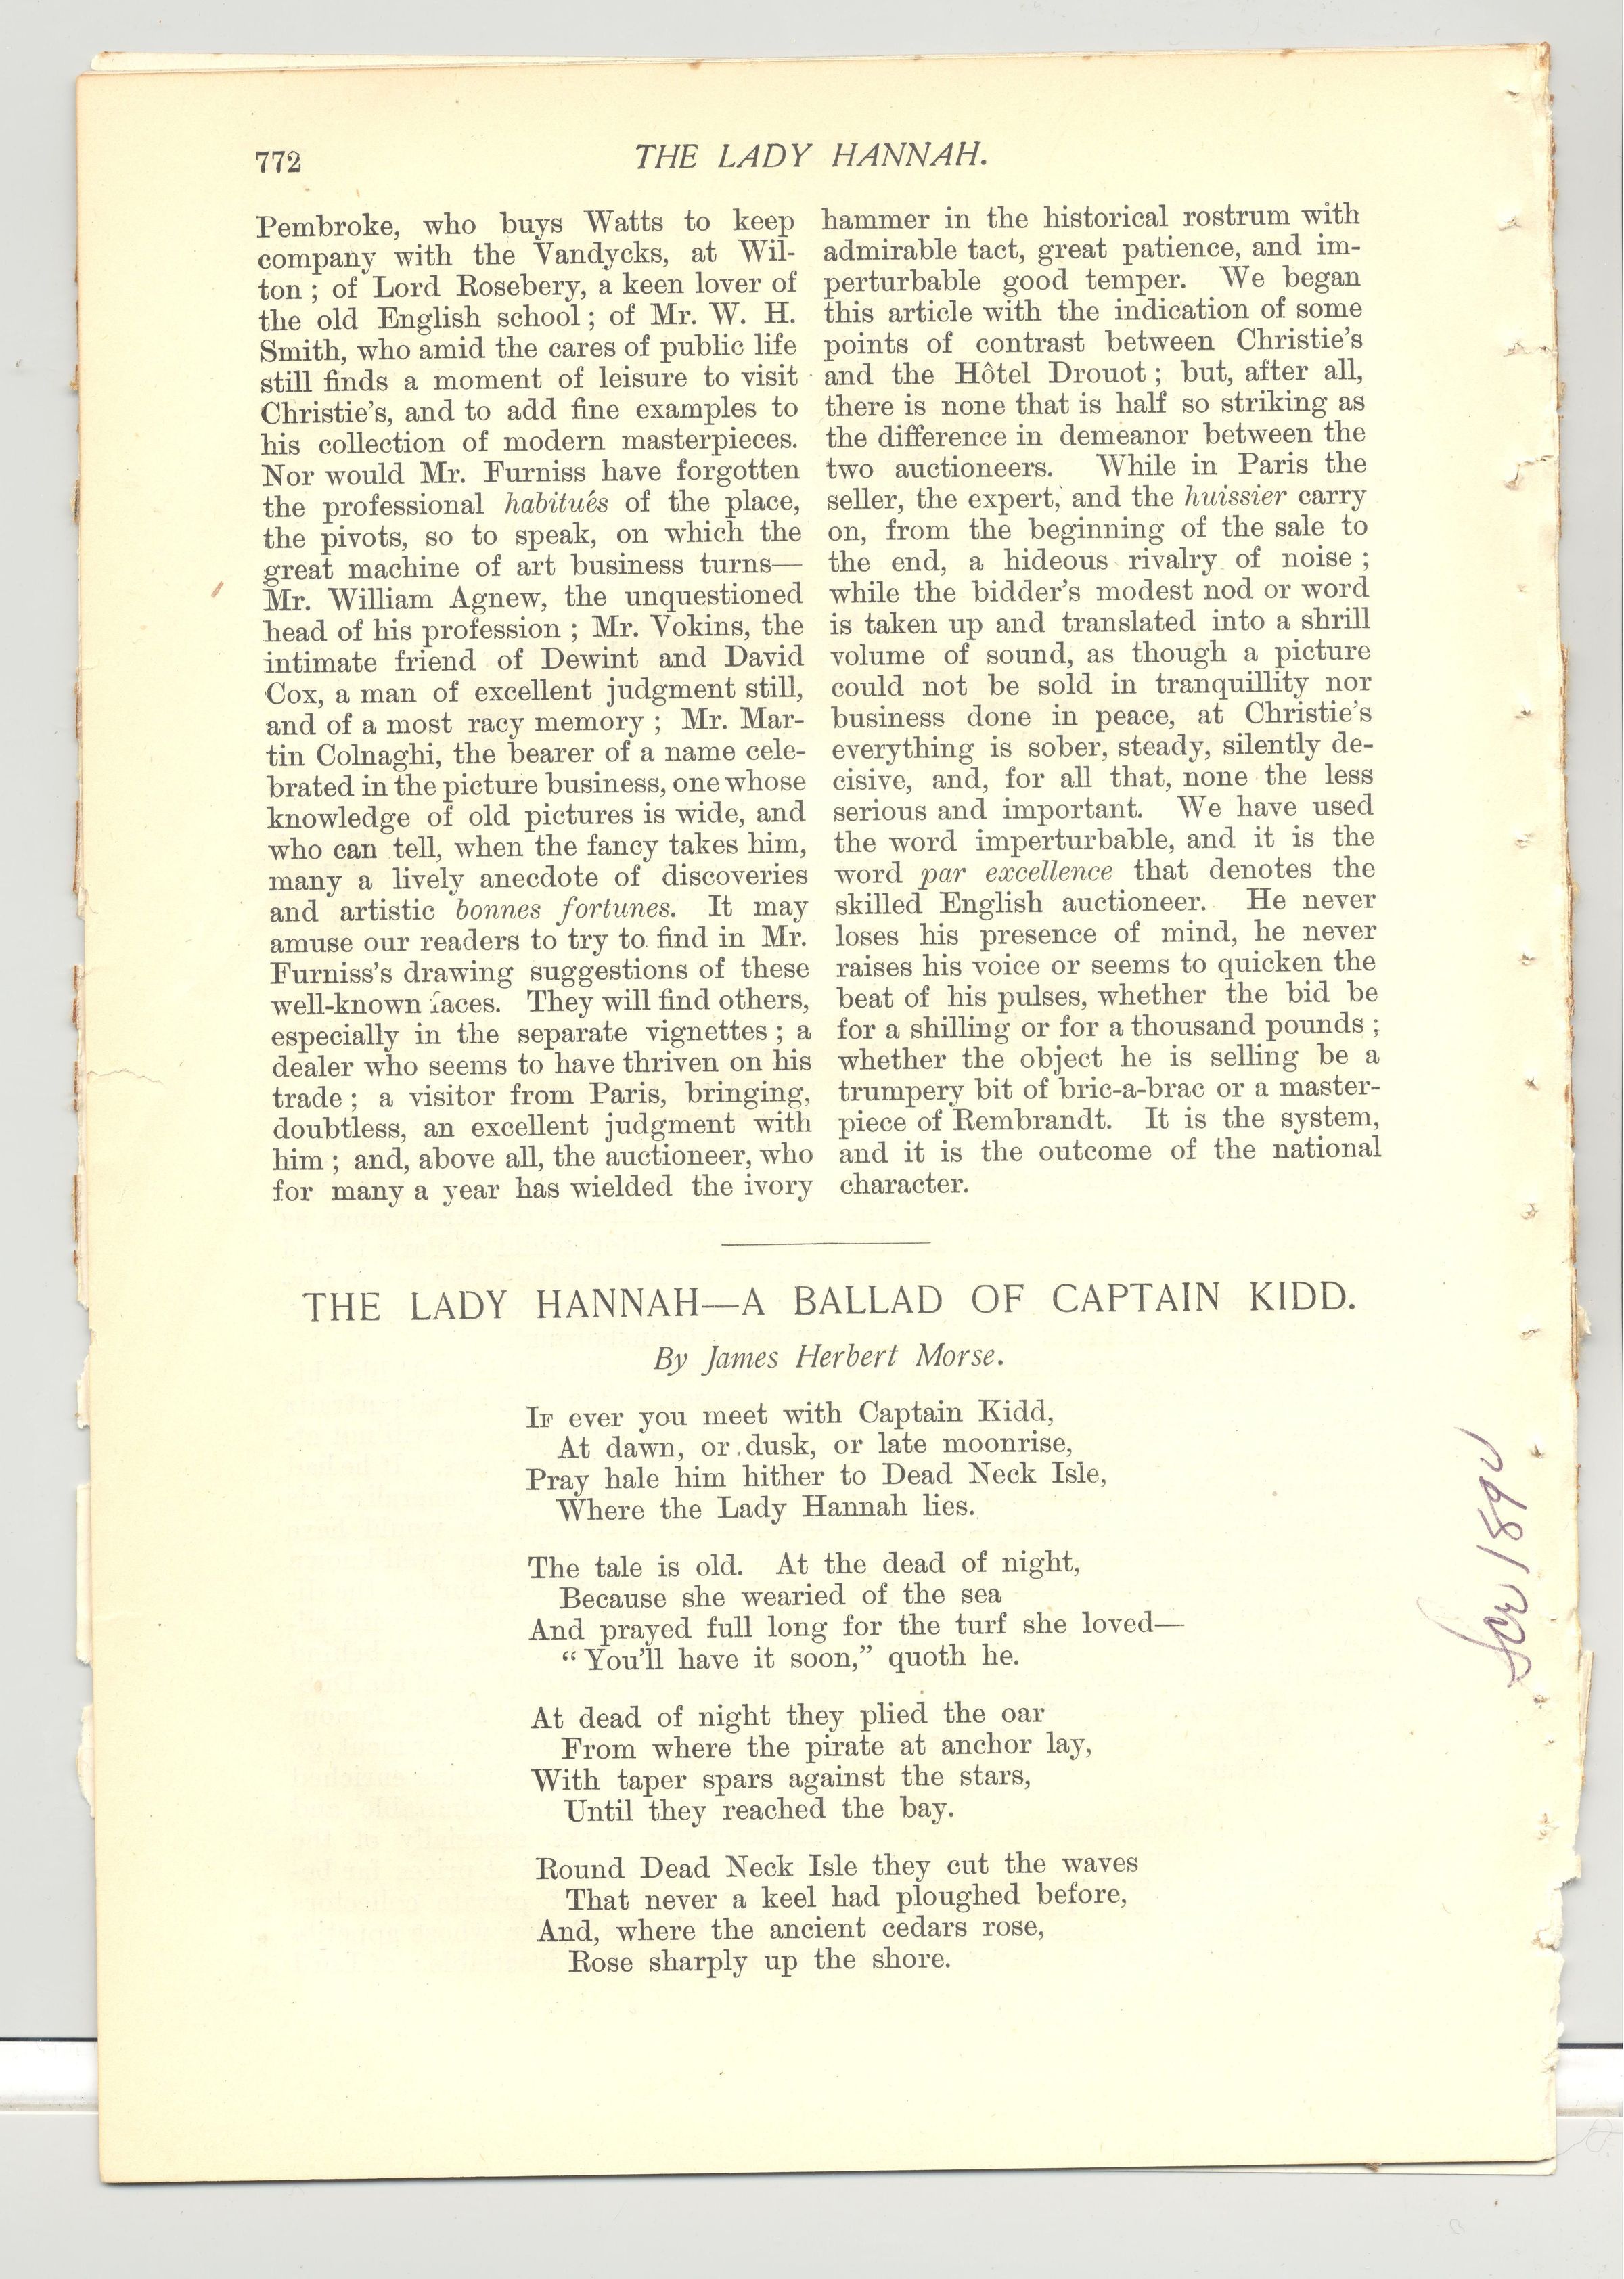 772
THE LADY HANNAH.
Pembroke, who buys Watts to keep
company with the Vandycks, at Wil-
ton; of Lord Rosebery, a keen lover of
the old English school; of Mr. W. H.
Smith, who amid the cares of public life
still finds a moment of leisure to visit
Christie's, and to add fine examples to
his collection of modern masterpieces.
Nor would Mr. Furniss have forgotten
the professional habitués of the place,
the pivots, so to speak, on which the
great machine of art business turns—
Mr. William Agnew, the unquestioned
head of his profession; Mr. Vokins, the
intimate friend of Dewint and David
Cox, a man of excellent judgment still,
and of a most racy memory; Mr. Mar-
tin Colnaghi, the bearer of a name cele-
brated in the picture business, one whose
knowledge of old pictures is wide, and
who can tell, when the fancy takes him,
many a lively anecdote of discoveries
and artistic bonnes fortunes. It may
amuse our readers to try to find in Mr.
Furniss's drawing suggestions of these
well-known faces. They will find others,
especially in the separate vignettes; a
dealer who seems to have thriven on his
trade; a visitor from Paris, bringing,
doubtless, an excellent judgment with
him; and, above all, the auctioneer, who
for many a year has wielded the ivory
hammer in the historical rostrum with
admirable tact, great patience, and im-
perturbable good temper. We began
this article with the indication of some
points of contrast between Christie's
and the Hôtel Drouot; but, after all,
there is none that is half so striking as
the difference in demeanor between the
two auctioneers. While in Paris the
seller, the expert, and the huissier carry
on, from the beginning of the sale to
the end, a hideous rivalry of noise;
while the bidder's modest nod or word
is taken up and translated into a shrill
volume of sound, as though a picture
could not be sold in tranquillity nor
business done in peace, at Christie's
everything is sober, steady, silently de-
cisive, and, for all that, none the less
serious and important. We have used
the word imperturbable, and it is the
word par excellence that denotes the
skilled English auctioneer. He never
loses his presence of mind, he never
raises his voice or seems to quicken the
beat of his pulses, whether the bid be
for a shilling or for a thousand pounds;
whether the object he is selling be a
trumpery bit of bric-a-brac or a master-
piece of Rembrandt. It is the system,
and it is the outcome of the national
character.
THE LADY HANNAH—A BALLAD OF CAPTAIN KIDD.
By James Herbert Morse.
IF ever you meet with Captain Kidd,
At dawn, or dusk, or late moonrise,
Pray hale him hither to Dead Neck Isle,
Where the Lady Hannah lies.
The tale is old. At the dead of night,
Because she wearied of the sea
And prayed full long for the turf she loved—
"You'll have it soon," quoth he.
At dead of night they plied the oar
From where the pirate at anchor lay,
With taper spars against the stars,
Until they reached the bay.
Round Dead Neck Isle they cut the waves
That never a keel had ploughed before,
And, where the ancient cedars rose,
Rose sharply up the shore.
Scr 1890